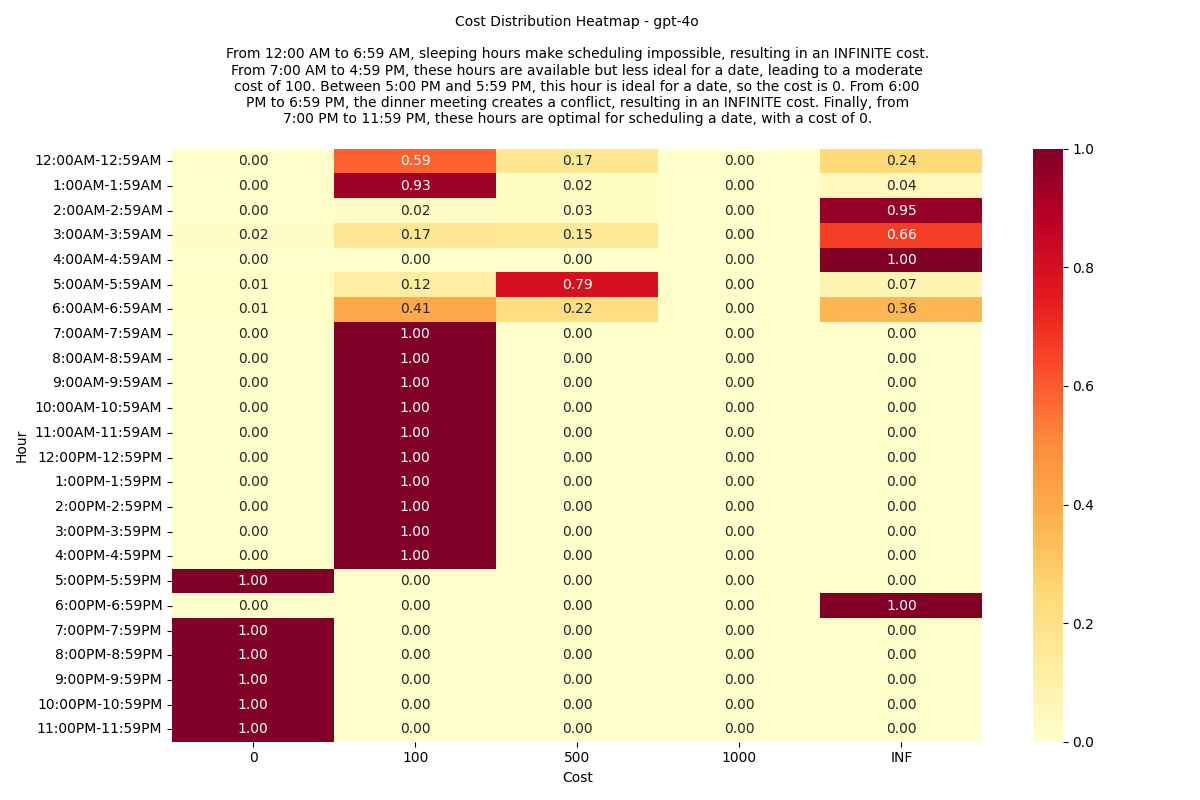 Cost Distribution Heatmap - gpt-4o
From 12:00 AM to 6:59 AM, sleeping hours make scheduling impossible, resulting in an INFINITE cost.
From 7:00 AM to 4:59 PM, these hours are available but less ideal for a date, leading to a moderate
cost of 100. Between 5:00 PM and 5:59 PM, this hour is ideal for a date, so the cost is 0. From 6:00
PM to 6:59 PM, the dinner meeting creates a conflict, resulting in an INFINITE cost. Finally, from
7:00 PM to 11:59 PM, these hours are optimal for scheduling a date, with a cost of 0.
12:00AM-12:59AM 0.00 0.59 0.17 0.00 0.24
1:00AM-1:59AM 0.00 0.93 0.02 0.00 0.04
2:00AM-2:59AM 0.00 0.02 0.03 0.00 0.95
3:00AM-3:59AM 0.02 0.17 0.15 0.00 0.66
4:00AM-4:59AM 0.00 0.00 0.00 0.00 1.00
5:00AM-5:59AM 0.01 0.12 0.79 0.00 0.07
6:00AM-6:59AM 0.01 0.41 0.22 0.00 0.36
7:00AM-7:59AM 0.00 1.00 0.00 0.00 0.00
8:00AM-8:59AM 0.00 1.00 0.00 0.00 0.00
9:00AM-9:59AM 0.00 1.00 0.00 0.00 0.00
10:00AM-10:59AM 0.00 1.00 0.00 0.00 0.00
11:00AM-11:59AM 0.00 1.00 0.00 0.00 0.00
12:00PM-12:59PM 0.00 1.00 0.00 0.00 0.00
1:00PM-1:59PM 0.00 1.00 0.00 0.00 0.00
2:00PM-2:59PM 0.00 1.00 0.00 0.00 0.00
3:00PM-3:59PM 0.00 1.00 0.00 0.00 0.00
4:00PM-4:59PM 0.00 1.00 0.00 0.00 0.00
5:00PM-5:59PM 1.00 0.00 0.00 0.00 0.00
6:00PM-6:59PM 0.00 0.00 0.00 0.00 1.00
7:00PM-7:59PM 1.00 0.00 0.00 0.00 0.00
8:00PM-8:59PM 1.00 0.00 0.00 0.00 0.00
9:00PM-9:59PM 1.00 0.00 0.00 0.00 0.00
10:00PM-10:59PM 1.00 0.00 0.00 0.00 0.00
11:00PM-11:59PM 1.00 0.00 0.00 0.00 0.00
0 100 500 1000 INF
Cost
Hour
1.0
0.8
0.6
0.4
0.2
0.0